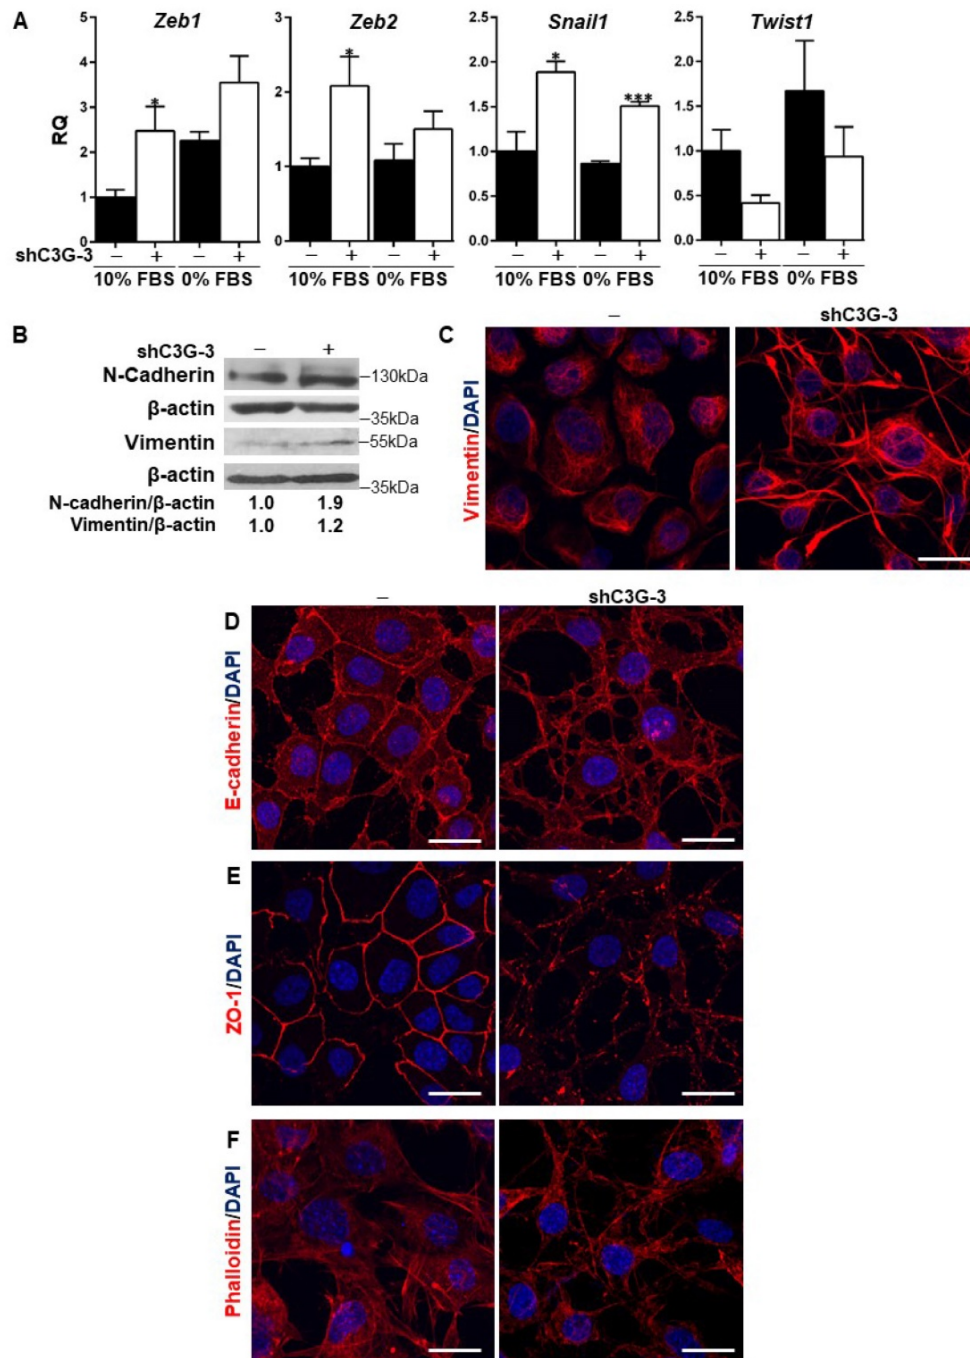 A
Zeb1
Zeb2
Snail1
Twist1
RQ
5
4
3
2
1
0
*
3
2
1
0
*
2.5
2.0
1.5
1.0
0.5
0.0
*
***
2.5
2.0
1.5
1.0
0.5
0.0
shC3G-3 – + – + – + – + – + – + – + – +
10% FBS 0% FBS 10% FBS 0% FBS 10% FBS 0% FBS 10% FBS 0% FBS
B
shC3G-3 – +
N-Cadherin –130kDa
β-actin –35kDa
Vimentin –55kDa
β-actin –35kDa
N-cadherin/β-actin 1.0 1.9
Vimentin/β-actin 1.0 1.2
C
– shC3G-3
Vimentin/DAPI
– shC3G-3
D
E-cadherin/DAPI
E
ZO-1/DAPI
F
Phalloidin/DAPI